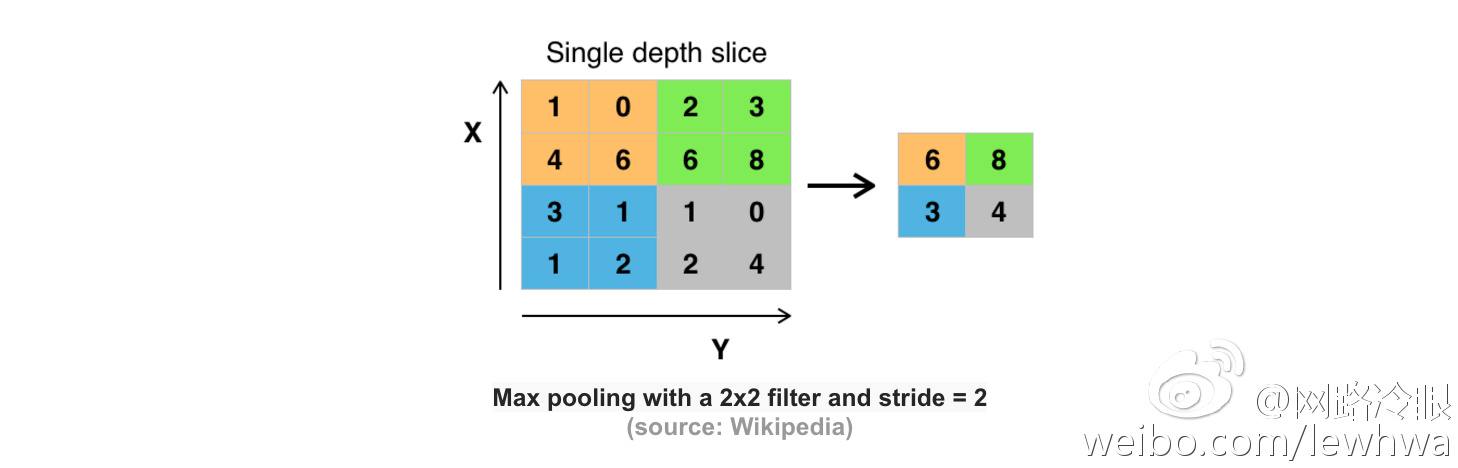 Single depth slice
X
1 0 2 3
4 6 6 8
3 1 1 0
1 2 2 4
6 8
3 4
Y
Max pooling with a 2x2 filter and stride = 2
(source: Wikipedia)
@网路冷眼
weibo.com/lewhwa